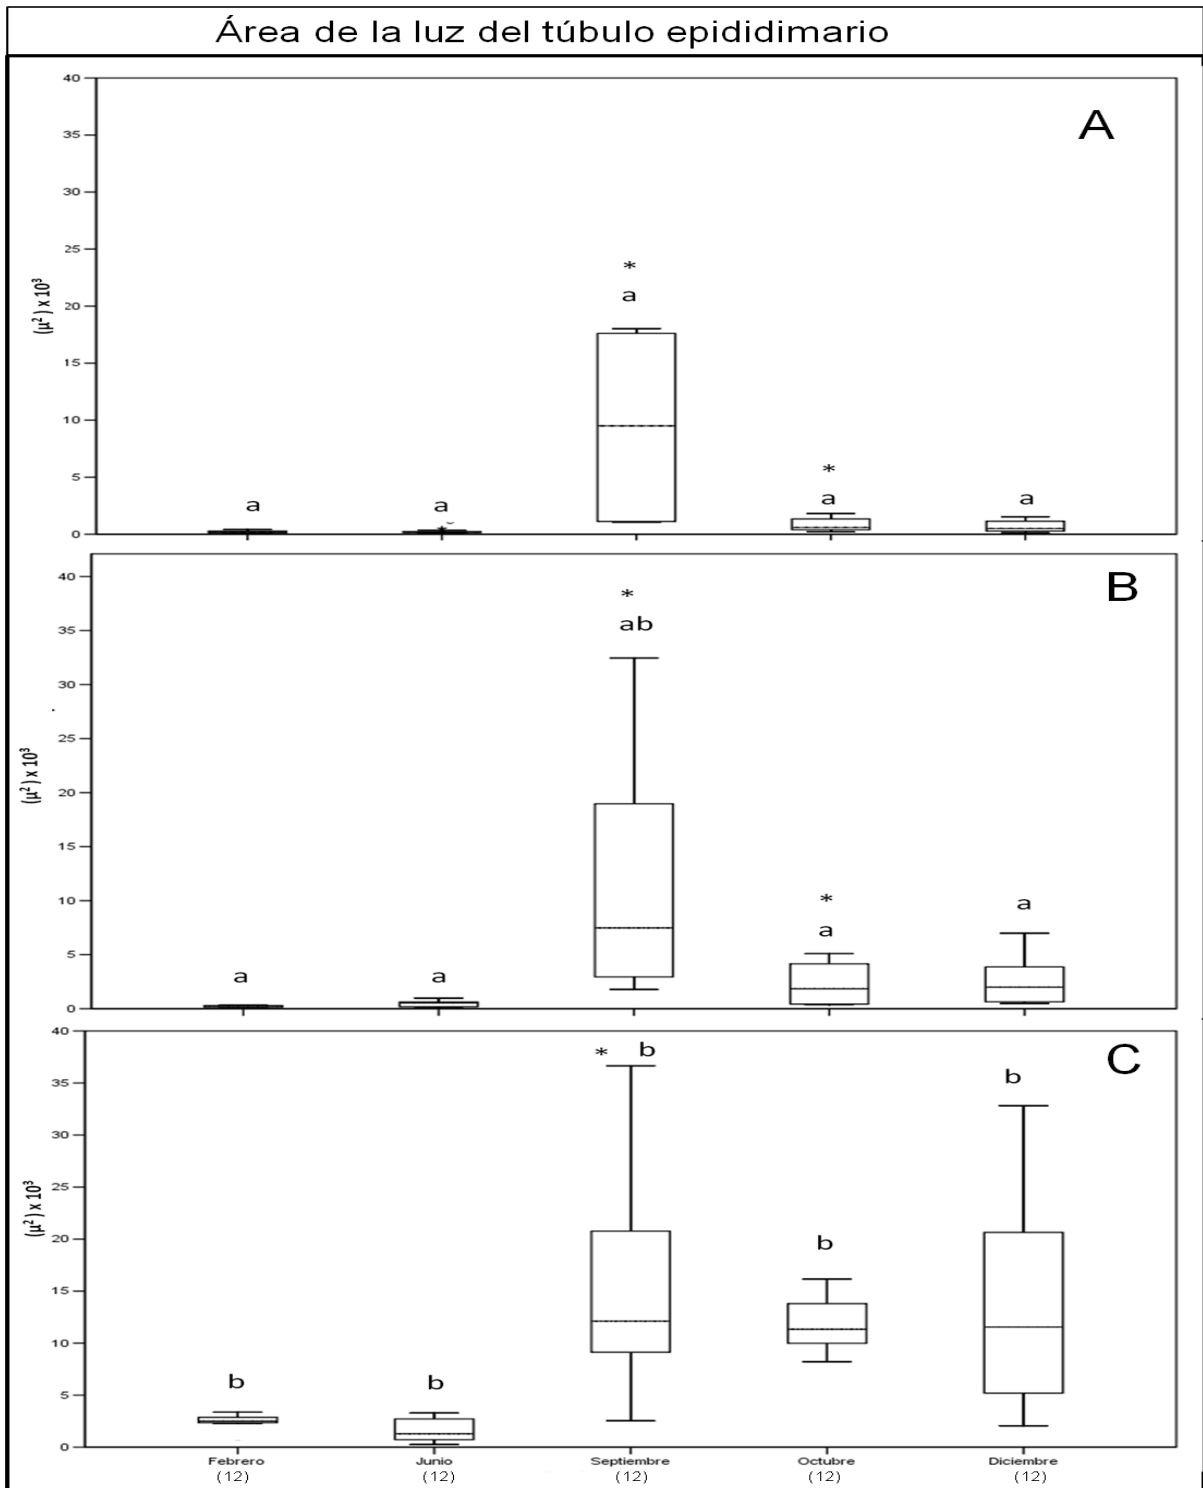 Área de la luz del túbulo epididimario
A
40
35
30
25
20
15
10
5
0
(µ²) x 10³
*
a
a
a
*
a
a
B
40
35
30
25
20
15
10
5
0
(µ²) x 10³
*
ab
a
a
*
a
a
C
40
35
30
25
20
15
10
5
0
(µ²) x 10³
* b
b
b
b
b
Febrero Junio Septiembre Octubre Diciembre
(12) (12) (12) (12) (12)